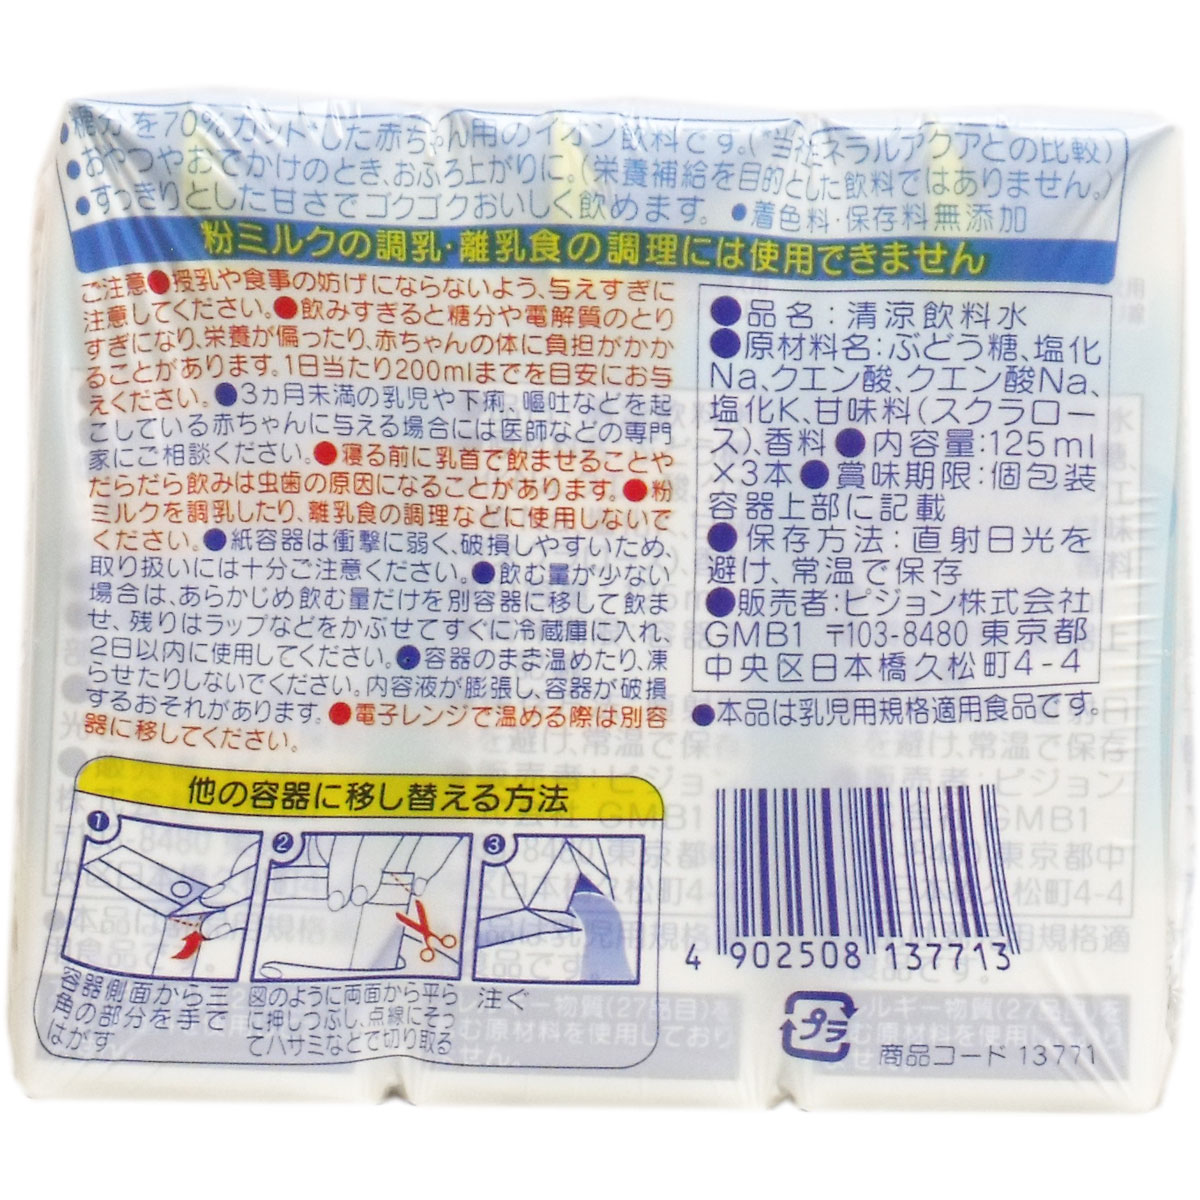 ●糖分を70%カットした赤ちゃん用のイオン飲料です。(当社ネラルアクアとの比較)
●おやつやおでかけのとき、おふろ上がりに。(栄養補給を目的とした飲料ではありません。)
●すっきりとした甘さでゴクゴクおいしく飲めます。 ●着色料・保存料無添加
粉ミルクの調乳・離乳食の調理には使用できません
ご注意●授乳や食事の妨げにならないよう、与えすぎに
注意してください。●飲みすぎると糖分や電解質のとり
すぎになり、栄養が偏ったり、赤ちゃんの体に負担がかか
ることがあります。1日当たり200mlまでを目安にお与
えください。●3ヵ月未満の乳児や下痢、嘔吐などを起
こしている赤ちゃんに与える場合には医師などの専門
家にご相談ください。●寝る前に乳首で飲ませることや
だらだら飲みは虫歯の原因になることがあります。●粉
ミルクを調乳したり、離乳食の調理などに使用しないで
ください。●紙容器は衝撃に弱く、破損しやすいため、
取り扱いには十分ご注意ください。●飲む量が少ない
場合は、あらかじめ飲む量だけを別容器に移して飲ま
せ、残りはラップなどをかぶせてすぐに冷蔵庫に入れ、
2日以内に使用してください。●容器のまま温めたり、凍
らせたりしないでください。内容液が膨張し、容器が破損
するおそれがあります。●電子レンジで温める際は別容
器に移してください。
●品名:清涼飲料水
●原材料名:ぶどう糖、塩化
Na、クエン酸、クエン酸Na、
塩化K、甘味料(スクラロー
ス)、香料●内容量:125ml
×3本●賞味期限:個包装
容器上部に記載
●保存方法:直射日光を
避け、常温で保存
●販売者:ピジョン株式会社
GMB1 〒103-8480 東京都
中央区日本橋久松町4-4
●本品は乳児用規格適用食品です。
他の容器に移し替える方法
1
容器側面から三
角の部分を手で
はがす
2
図のように両面から平ら
に押しつぶし、点線にそっ
てハサミなどで切り取る
3
注ぐ
4 902508 137713
プラ
商品コード 13771